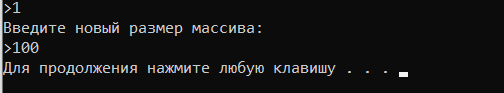 >1
Введите новый размер массива:
>100
Для продолжения нажмите любую клавишу . . .